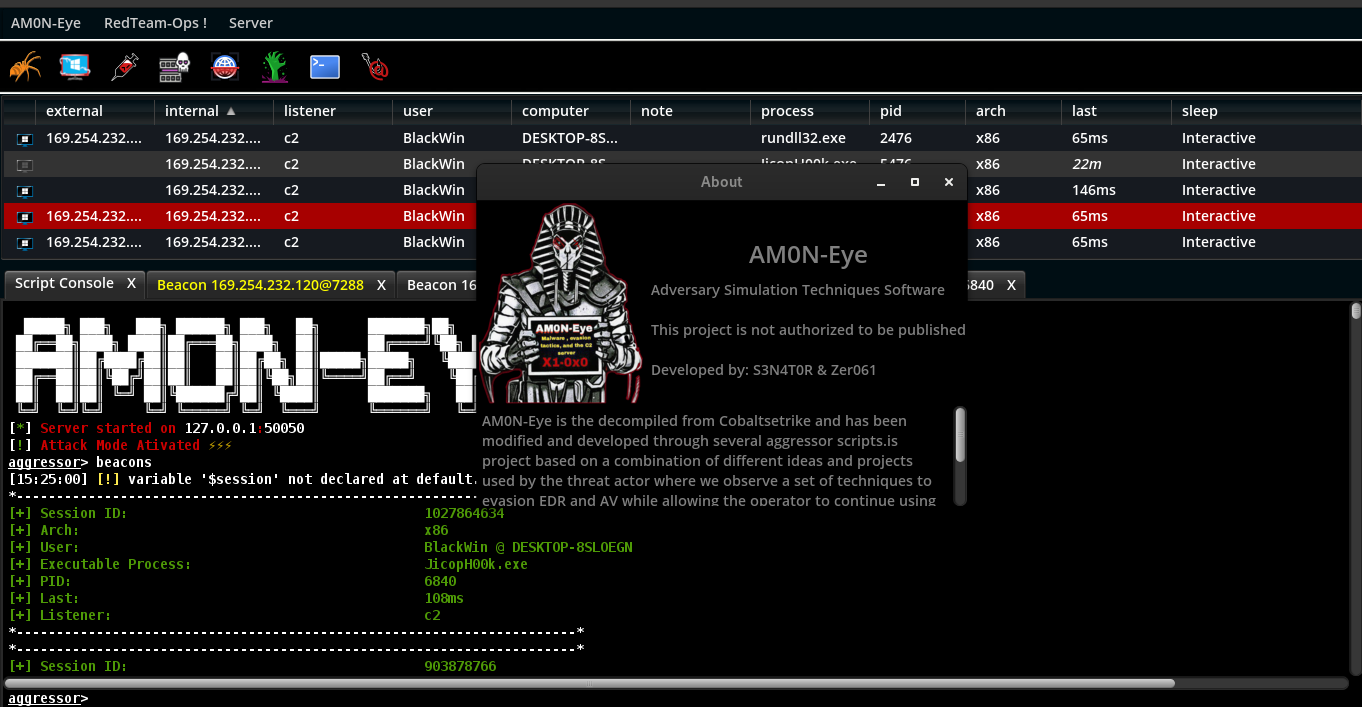 AM0N-Eye RedTeam-Ops ! Server
external internal listener user computer note process pid arch last sleep
169.254.232.... 169.254.232.... c2 BlackWin DESKTOP-8S... rundll32.exe 2476 x86 65ms Interactive
169.254.232.... c2 BlackWin DESKTOP-8S... JicopH00k.exe 5476 x86 22m Interactive
169.254.232.... c2 BlackWin x86 146ms Interactive
169.254.232.... 169.254.232.... c2 BlackWin x86 65ms Interactive
169.254.232.... 169.254.232.... c2 BlackWin x86 65ms Interactive
About
AM0N-Eye
Adversary Simulation Techniques Software
This project is not authorized to be published
Developed by: S3N4T0R & Zer061
AM0N-Eye
Malware , evasion
tactics, and the C2
server
X1-0x0
AM0N-Eye is the decompiled from Cobaltsetrike and has been
modified and developed through several aggressor scripts.is
project based on a combination of different ideas and projects
used by the threat actor where we observe a set of techniques to
evasion EDR and AV while allowing the operator to continue using
Script Console X Beacon 169.254.232.120@7288 X Beacon 16 6840 X
AM0N-EY
[*] Server started on 127.0.0.1:50050
[!] Attack Mode Ativated ⚡⚡⚡
aggressor> beacons
[15:25:00] [!] variable '$session' not declared at default.
*----------------------------------------------------------
[+] Session ID: 1027864634
[+] Arch: x86
[+] User: BlackWin @ DESKTOP-8SLOEGN
[+] Executable Process: JicopH00k.exe
[+] PID: 6840
[+] Last: 108ms
[+] Listener: c2
*----------------------------------------------------------------------*
*----------------------------------------------------------------------*
[+] Session ID: 903878766
aggressor>